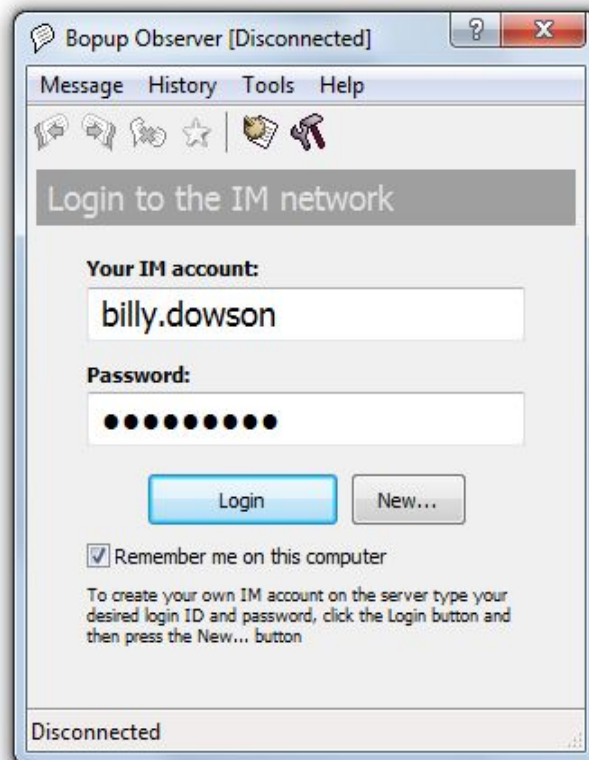 Bopup Observer [Disconnected]
Message History Tools Help
Login to the IM network
Your IM account:
billy.dowson
Password:
●●●●●●●●●
Login New...
Remember me on this computer
To create your own IM account on the server type your
desired login ID and password, click the Login button and
then press the New... button
Disconnected